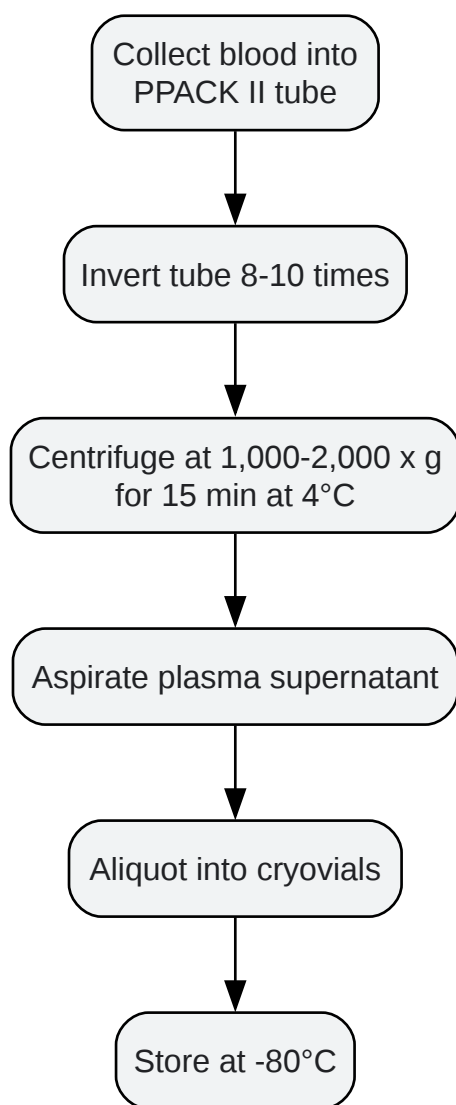 Collect blood into
PPACK II tube
Invert tube 8-10 times
Centrifuge at 1,000-2,000 x g
for 15 min at 4°C
Aspirate plasma supernatant
Aliquot into cryovials
Store at -80°C